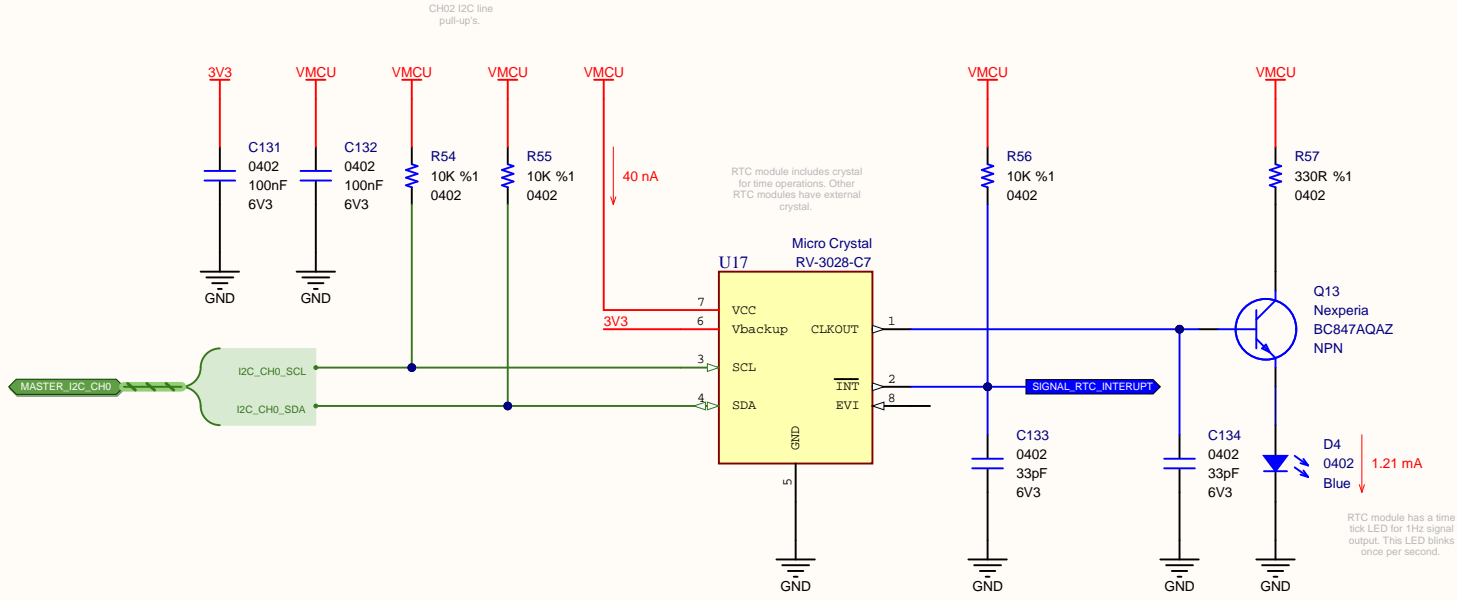 CH02 I2C line
pull-up's.
3V3
VMCU
VMCU
VMCU
VMCU
VMCU
VMCU
C131
0402
100nF
6V3
C132
0402
100nF
6V3
R54
10K %1
0402
R55
10K %1
0402
40 nA
RTC module includes crystal
for time operations. Other
RTC modules have external
crystal.
R56
10K %1
0402
R57
330R %1
0402
GND
GND
Micro Crystal
U17
RV-3028-C7
7
VCC
3V3
6
Vbackup
CLKOUT
1
3
SCL
INT
2
4
SDA
EVI
8
GND
5
MASTER_I2C_CH0
I2C_CH0_SCL
I2C_CH0_SDA
SIGNAL_RTC_INTERUPT
Q13
Nexperia
BC847AQAZ
NPN
C133
0402
33pF
6V3
C134
0402
33pF
6V3
D4
0402
Blue
1.21 mA
RTC module has a time
tick LED for 1Hz signal
output. This LED blinks
once per second.
GND
GND
GND
GND